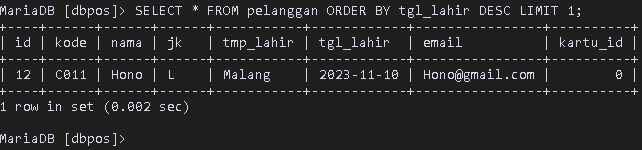 MariaDB [dbpos]> SELECT * FROM pelanggan ORDER BY tgl_lahir DESC LIMIT 1;
+----+------+------+----+-----------+------------+----------------+----------+
| id | kode | nama | jk | tmp_lahir | tgl_lahir | email | kartu_id |
+----+------+------+----+-----------+------------+----------------+----------+
| 12 | C011 | Hono | L | Malang | 2023-11-10 | Hono@gmail.com | 0 |
+----+------+------+----+-----------+------------+----------------+----------+
1 row in set (0.002 sec)
MariaDB [dbpos]>